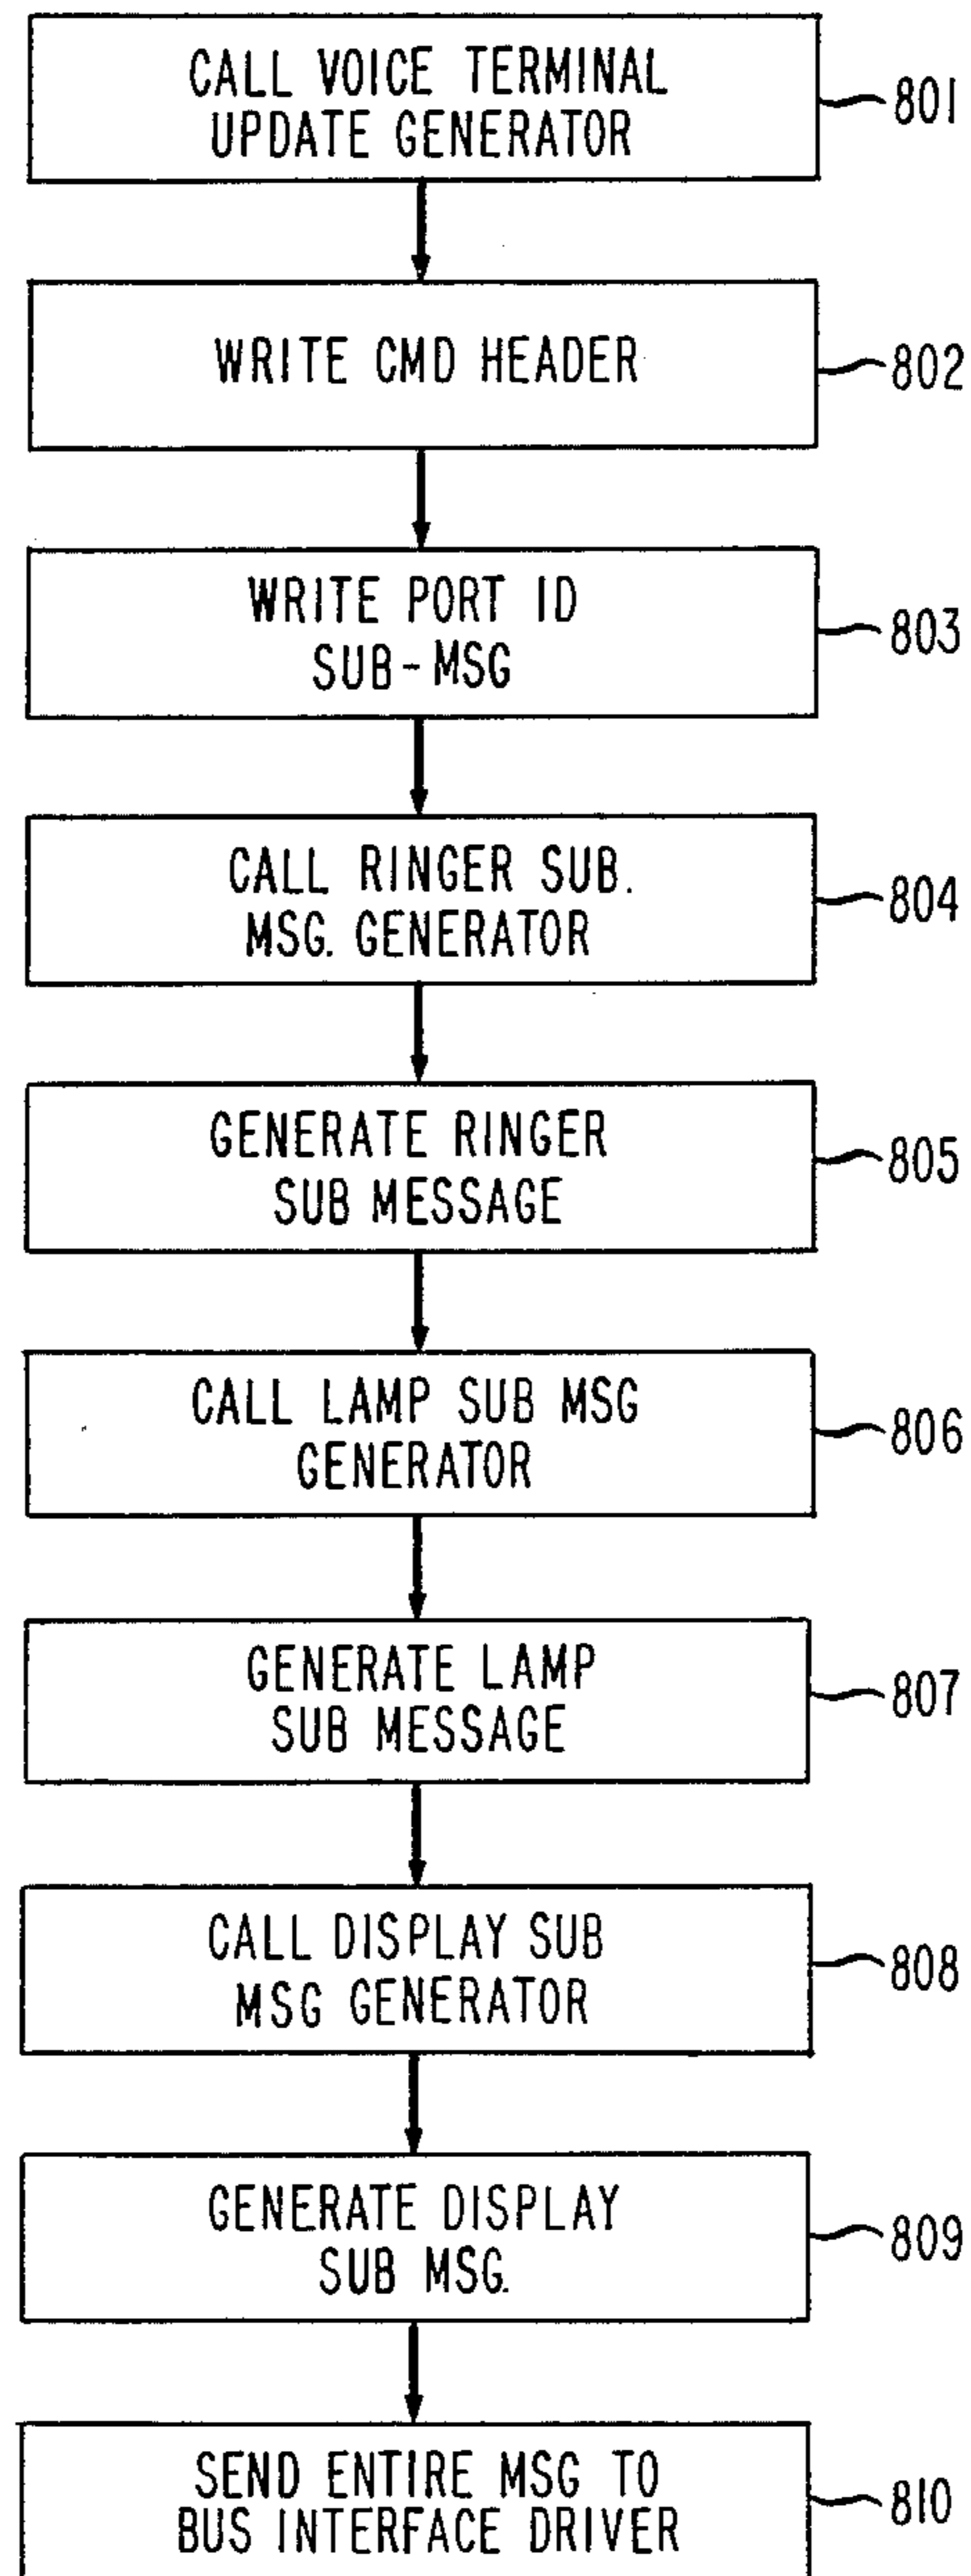 CALL VOICE TERMINAL
UPDATE GENERATOR
801
WRITE CMD HEADER
802
WRITE PORT ID
SUB-MSG
803
CALL RINGER SUB.
MSG. GENERATOR
804
GENERATE RINGER
SUB MESSAGE
805
CALL LAMP SUB MSG
GENERATOR
806
GENERATE LAMP
SUB MESSAGE
807
CALL DISPLAY SUB
MSG GENERATOR
808
GENERATE DISPLAY
SUB MSG.
809
SEND ENTIRE MSG TO
BUS INTERFACE DRIVER
810